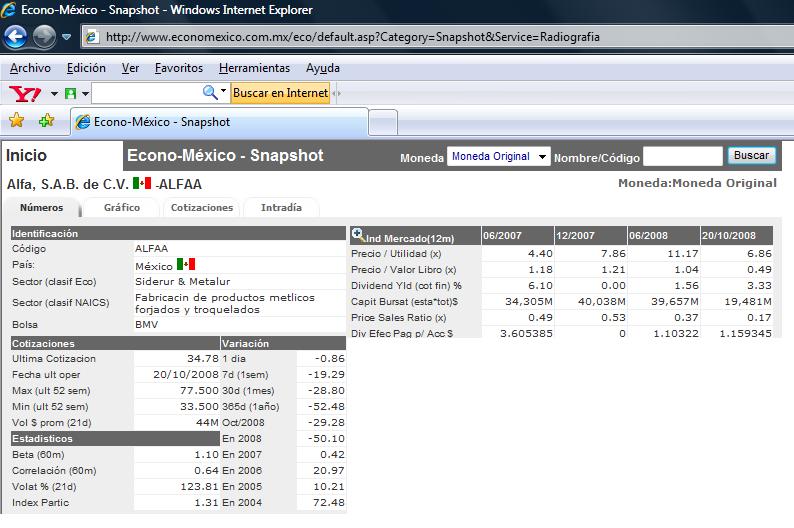 Econo-México - Snapshot - Windows Internet Explorer
http://www.economexico.com.mx/eco/default.asp?Category=Snapshot&Service=Radiografia
Archivo Edición Ver Favoritos Herramientas Ayuda
Y! Buscar en Internet
Econo-México - Snapshot
Inicio Econo-México - Snapshot Moneda Moneda Original Nombre/Código Buscar
Alfa, S.A.B. de C.V. -ALFAA Moneda:Moneda Original
Números Gráfico Cotizaciones Intradía
Identificación
Código ALFAA
País: México
Sector (clasif Eco) Siderur & Metalur
Sector (clasif NAICS) Fabricacin de productos metlicos
forjados y troquelados
Bolsa BMV
Ind Mercado(12m) 06/2007 12/2007 06/2008 20/10/2008
Precio / Utilidad (x) 4.40 7.86 11.17 6.86
Precio / Valor Libro (x) 1.18 1.21 1.04 0.49
Dividend Yld (cot fin) % 6.10 0.00 1.56 3.33
Capit Bursat (esta*tot)$ 34,305M 40,038M 39,657M 19,481M
Price Sales Ratio (x) 0.49 0.53 0.37 0.17
Div Efec Pag p/ Acc $ 3.605385 0 1.10322 1.159345
Cotizaciones Variación
Ultima Cotizacion 34.78 1 dia -0.86
Fecha ult oper 20/10/2008 7d (1sem) -19.29
Max (ult 52 sem) 77.500 30d (1mes) -28.80
Min (ult 52 sem) 33.500 365d (1año) -52.48
Vol $ prom (21d) 44M Oct/2008 -29.28
Estadisticos En 2008 -50.10
Beta (60m) 1.10 En 2007 0.42
Correlación (60m) 0.64 En 2006 20.97
Volat % (21d) 123.81 En 2005 10.21
Index Partic 1.31 En 2004 72.48